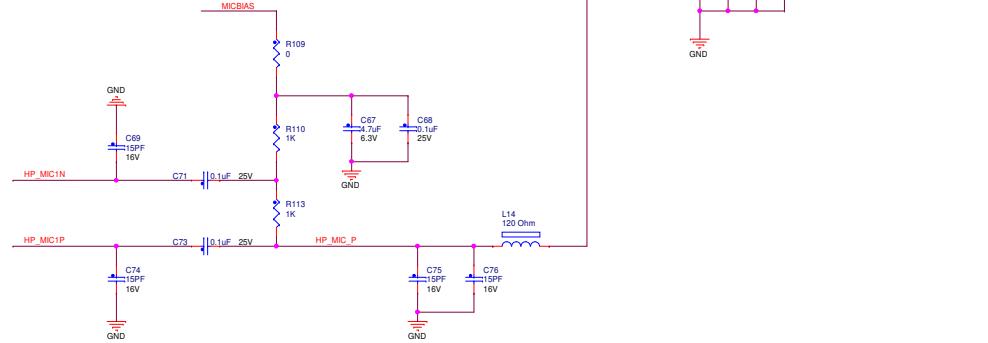 MICBIAS
R109
0
GND
GND
C67
4.7uF
6.3V
C68
0.1uF
25V
R110
1K
C69
15PF
16V
GND
HP_MIC1N
C71
0.1uF
25V
R113
1K
L14
120 Ohm
HP_MIC1P
C73
0.1uF
25V
HP_MIC_P
C74
15PF
16V
C75
15PF
16V
C76
15PF
16V
GND
GND